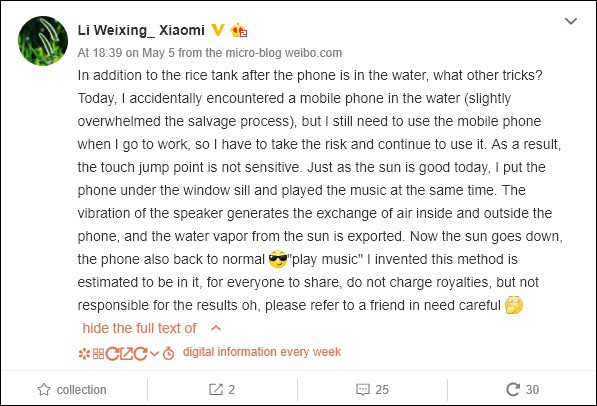 Li Weixing_ Xiaomi
At 18:39 on May 5 from the micro-blog weibo.com
In addition to the rice tank after the phone is in the water, what other tricks?
Today, I accidentally encountered a mobile phone in the water (slightly
overwhelmed the salvage process), but I still need to use the mobile phone
when I go to work, so I have to take the risk and continue to use it. As a result,
the touch jump point is not sensitive. Just as the sun is good today, I put the
phone under the window sill and played the music at the same time. The
vibration of the speaker generates the exchange of air inside and outside the
phone, and the water vapor from the sun is exported. Now the sun goes down,
the phone also back to normal 😎"play music" I invented this method is
estimated to be in it, for everyone to share, do not charge royalties, but not
responsible for the results oh, please refer to a friend in need careful
hide the full text of
digital information every week
collection 2 25 30